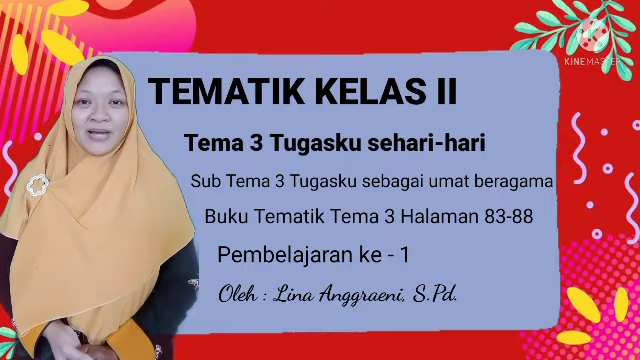 KINEMASTER
TEMATIK KELAS II
Tema 3 Tugasku sehari-hari
Sub Tema 3 Tugasku sebagai umat beragama
Buku Tematik Tema 3 Halaman 83-88
Pembelajaran ke - 1
Oleh : Lina Anggraeni, S.Pd.